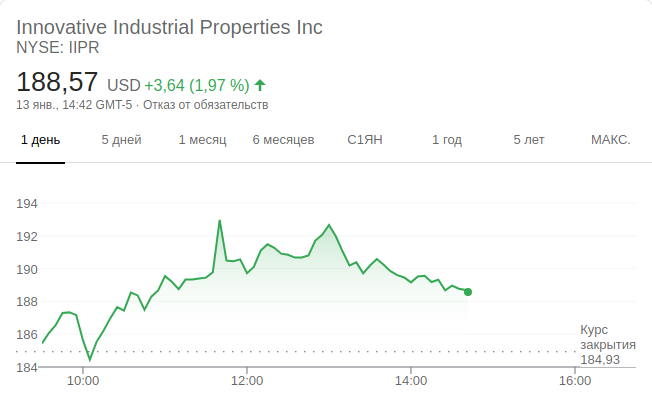 Innovative Industrial Properties Inc
NYSE: IIPR
188,57 USD +3,64 (1,97 %)
13 янв., 14:42 GMT-5 · Отказ от обязательств
1 день 5 дней 1 месяц 6 месяцев С1ЯН 1 год 5 лет МАКС.
194
192
190
188
186
184
Курс
закрытия
184,93
10:00 12:00 14:00 16:00